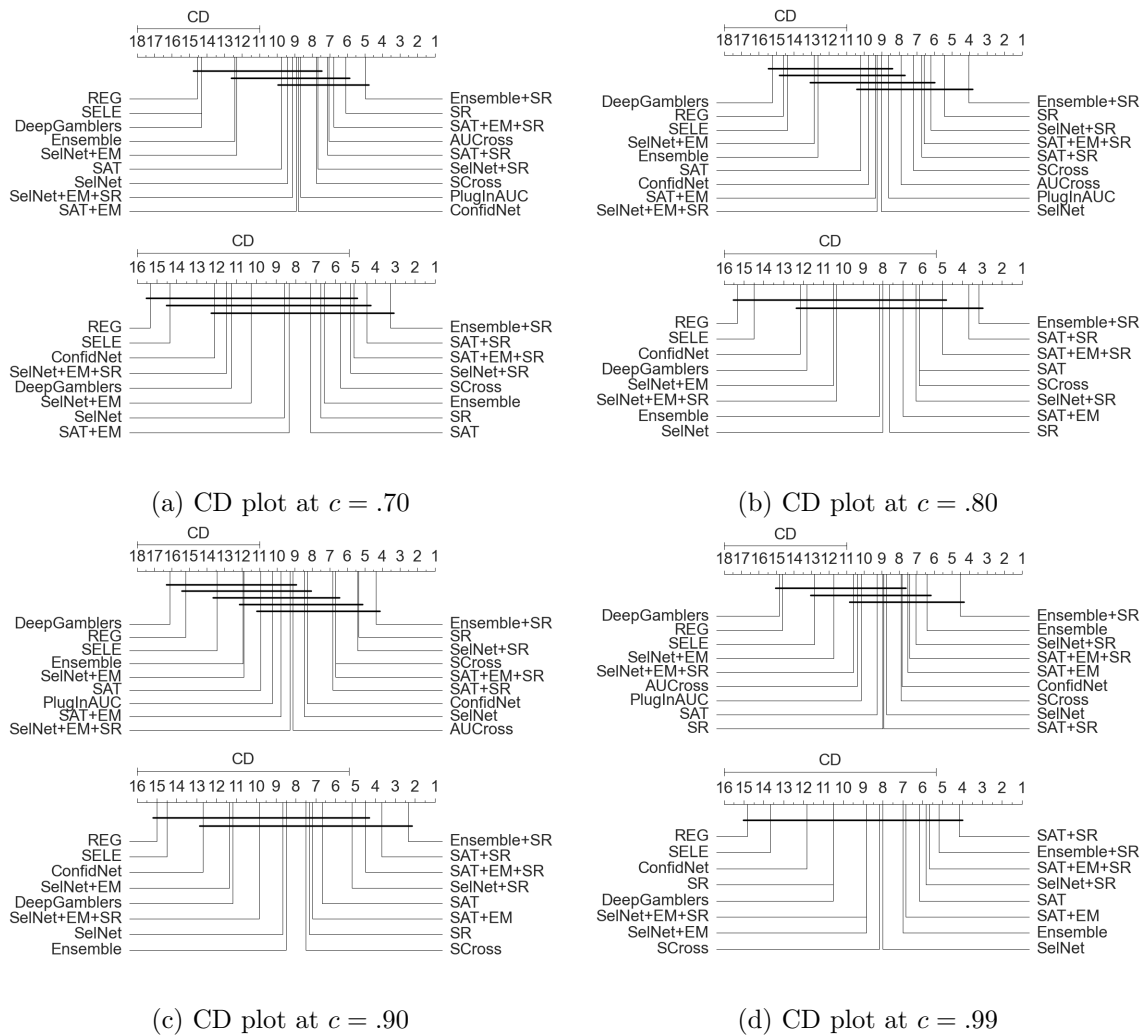 CD
18 17 16 15 14 13 12 11 10 9 8 7 6 5 4 3 2 1
REG Ensemble+SR
SELE SR
DeepGamblers SAT+EM+SR
Ensemble AUCross
SelNet+EM SAT+SR
SAT SelNet+SR
SelNet SCross
SelNet+EM+SR PlugInAUC
SAT+EM ConfidNet
CD
18 17 16 15 14 13 12 11 10 9 8 7 6 5 4 3 2 1
DeepGamblers Ensemble+SR
REG SR
SELE SelNet+SR
SelNet+EM SAT+EM+SR
Ensemble SAT+SR
SAT SCross
ConfidNet AUCross
SAT+EM PlugInAUC
SelNet+EM+SR SelNet
CD
16 15 14 13 12 11 10 9 8 7 6 5 4 3 2 1
REG Ensemble+SR
SELE SAT+SR
ConfidNet SAT+EM+SR
SelNet+EM+SR SelNet+SR
DeepGamblers SCross
SelNet+EM Ensemble
SelNet SR
SAT+EM SAT
CD
16 15 14 13 12 11 10 9 8 7 6 5 4 3 2 1
REG Ensemble+SR
SELE SAT+SR
ConfidNet SAT+EM+SR
DeepGamblers SAT
SelNet+EM SCross
SelNet+EM+SR SelNet+SR
Ensemble SAT+EM
SelNet SR
(a) CD plot at c = .70
(b) CD plot at c = .80
CD
18 17 16 15 14 13 12 11 10 9 8 7 6 5 4 3 2 1
DeepGamblers Ensemble+SR
REG SR
SELE SelNet+SR
Ensemble SCross
SelNet+EM SAT+EM+SR
SAT SAT+SR
PlugInAUC ConfidNet
SAT+EM SelNet
SelNet+EM+SR AUCross
CD
18 17 16 15 14 13 12 11 10 9 8 7 6 5 4 3 2 1
DeepGamblers Ensemble+SR
REG Ensemble
SELE SelNet+SR
SelNet+EM SAT+EM+SR
SelNet+EM+SR SAT+EM
AUCross ConfidNet
PlugInAUC SCross
SAT SelNet
SR SAT+SR
CD
16 15 14 13 12 11 10 9 8 7 6 5 4 3 2 1
REG Ensemble+SR
SELE SAT+SR
ConfidNet SAT+EM+SR
SelNet+EM SelNet+SR
DeepGamblers SAT
SelNet+EM+SR SAT+EM
SelNet SR
Ensemble SCross
CD
16 15 14 13 12 11 10 9 8 7 6 5 4 3 2 1
REG SAT+SR
SELE Ensemble+SR
ConfidNet SAT+EM+SR
SR SelNet+SR
DeepGamblers SAT
SelNet+EM+SR SAT+EM
SelNet+EM Ensemble
SCross SelNet
(c) CD plot at c = .90
(d) CD plot at c = .99